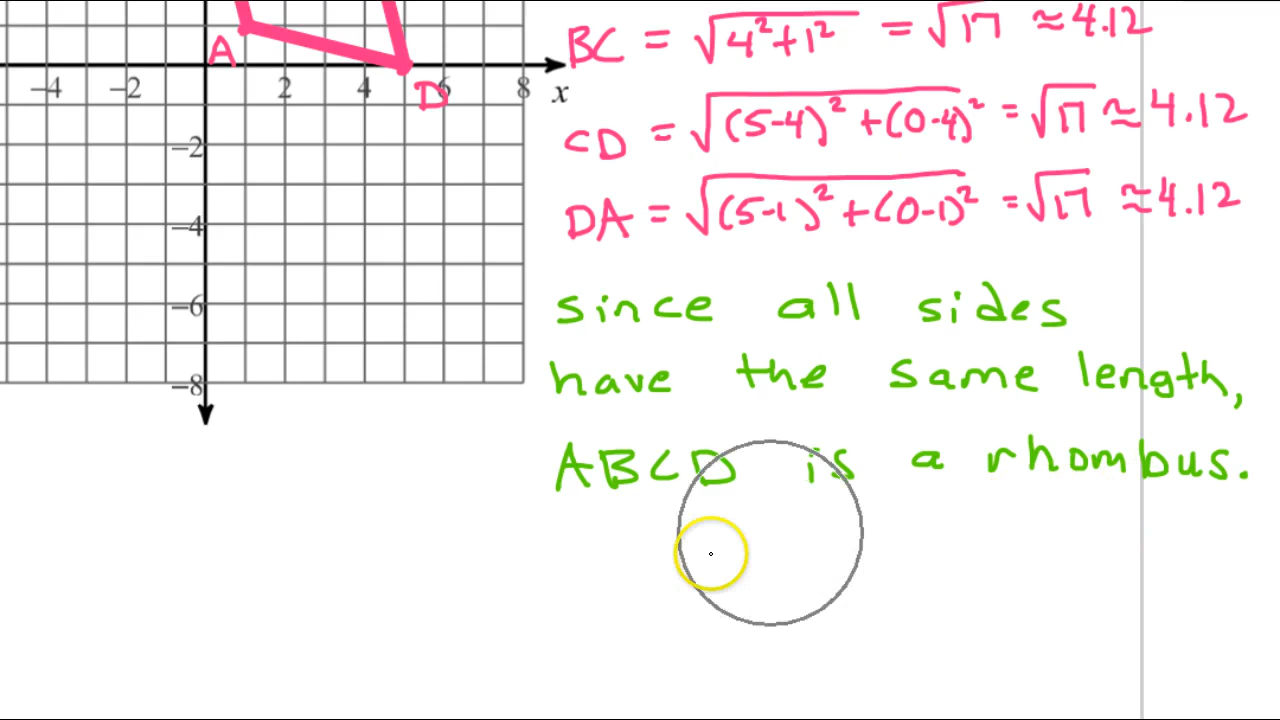 BC = √4²+1² = √17 ≈ 4.12
CD = √(5-4)² + (0-4)² = √17 ≈ 4.12
DA = √(5-1)² + (0-1)² = √17 ≈ 4.12
since all sides
have the same length,
ABCD is a rhombus.
A
D
-4 -2 2 4 6 8 x
-2
-4
-6
-8